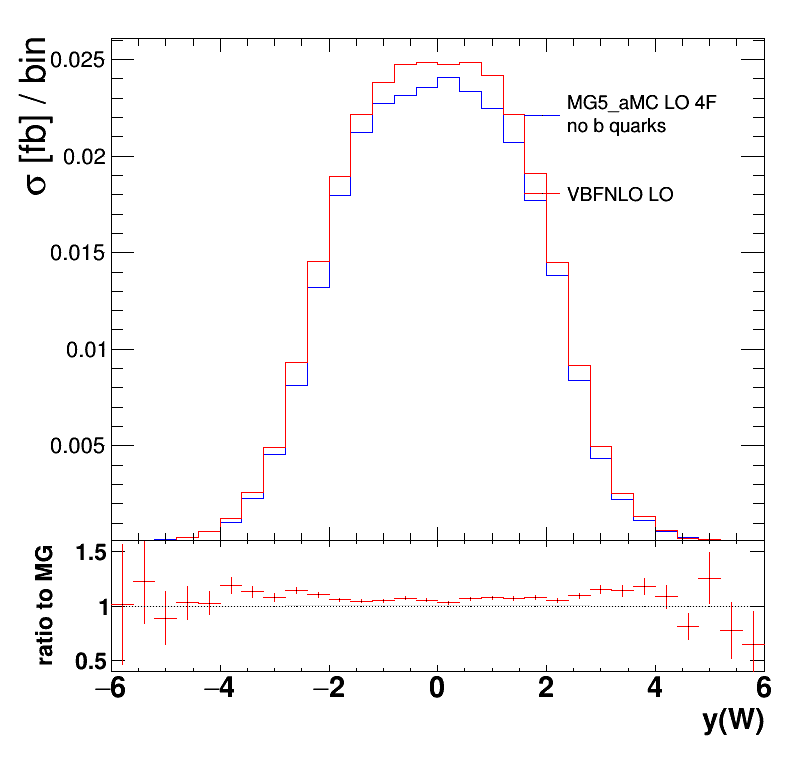 σ [fb] / bin
0.025
0.02
0.015
0.01
0.005
MG5_aMC LO 4F
no b quarks
VBFNLO LO
ratio to MG
1.5
1
0.5
−6
−4
−2
0
2
4
6
y(W)